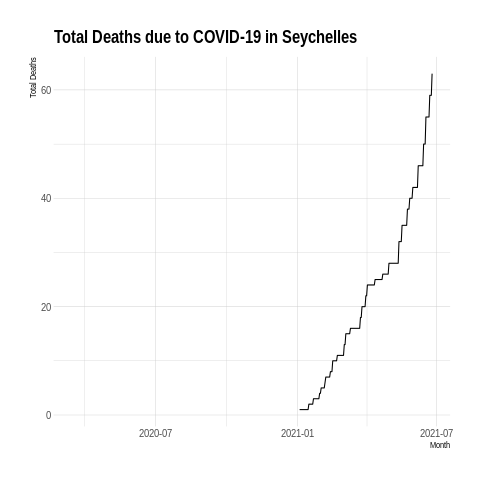 Total Deaths due to COVID-19 in Seychelles
Total Deaths
60
40
20
0
2020-07 2021-01 2021-07
Month